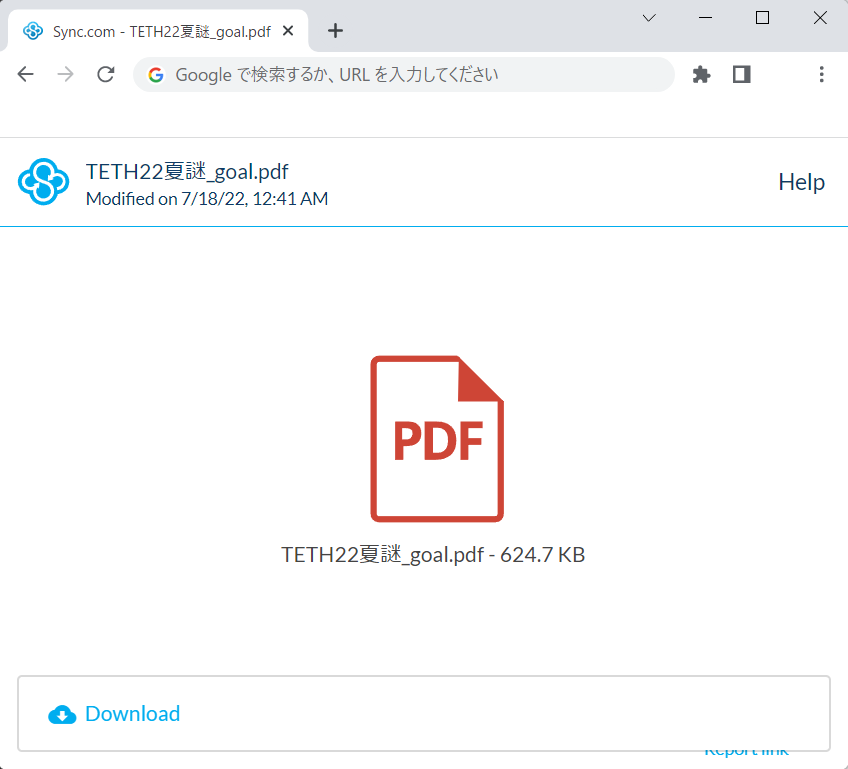 Sync.com - TETH22夏謎_goal.pdf
Google で検索するか、URL を入力してください
TETH22夏謎_goal.pdf
Modified on 7/18/22, 12:41 AM
Help
PDF
TETH22夏謎_goal.pdf - 624.7 KB
Download
Report link